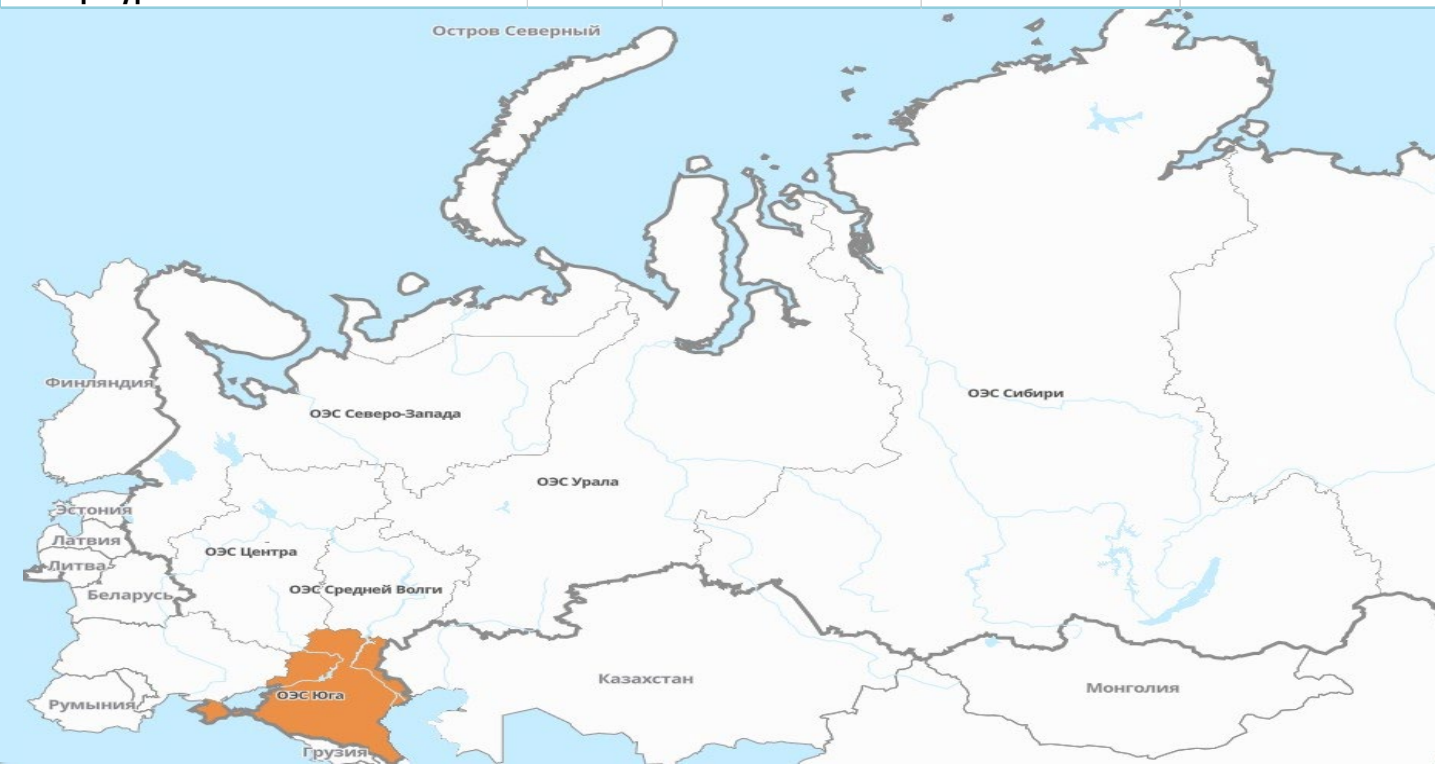 Остров Северный
Финляндия
ОЭС Северо-Запада
ОЭС Сибири
ОЭС Урала
Эстония
Латвия
ОЭС Центра
Литва
ОЭС Средней Волги
Беларусь
Казахстан
Монголия
ОЭС Юга
Румыния
Грузия